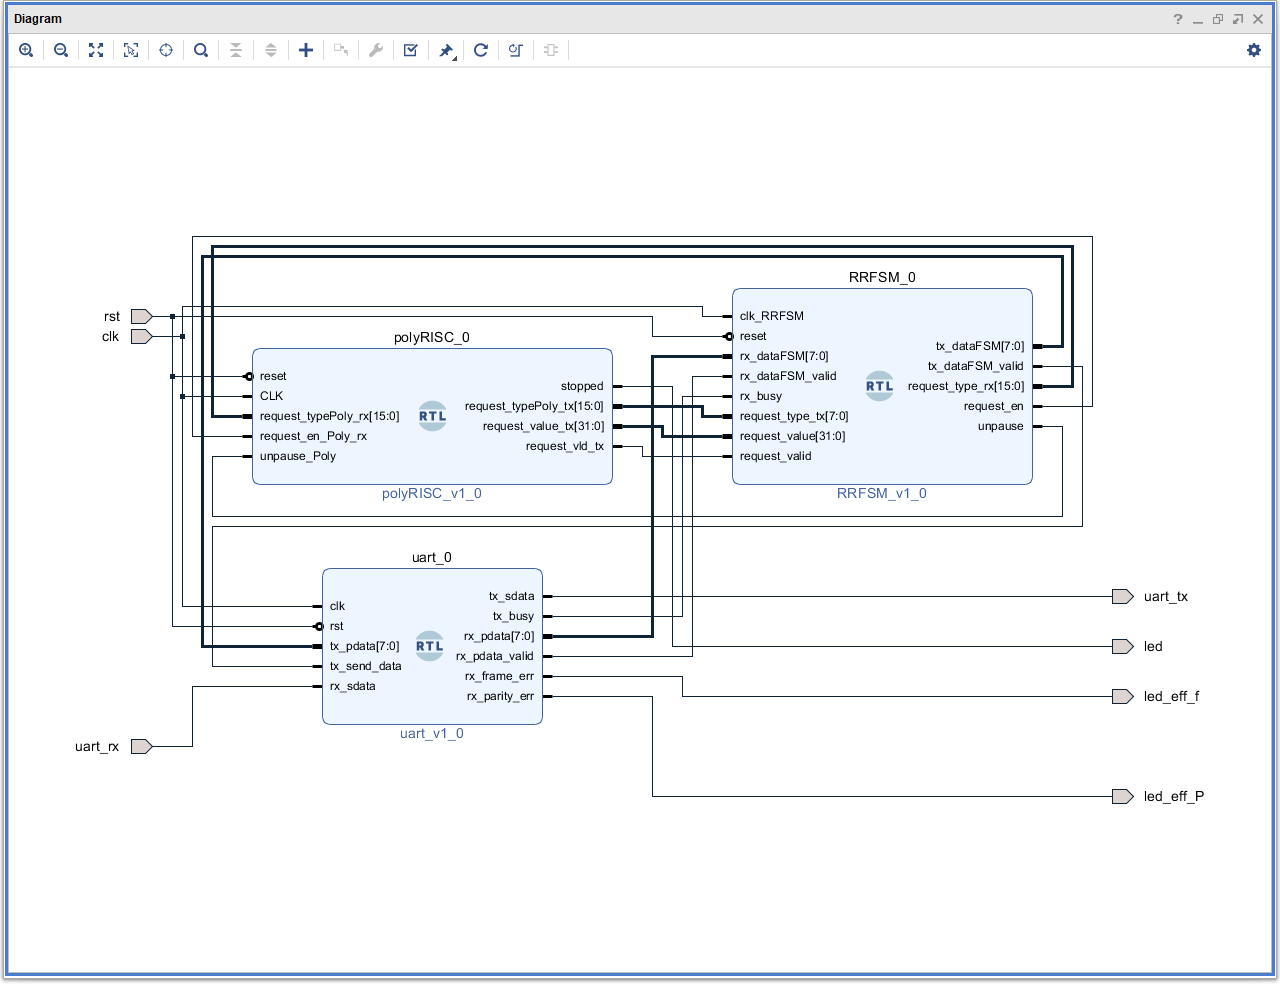 Diagram
RRFSM_0
rst
clk
clk_RRFSM
reset
rx_dataFSM[7:0]
rx_dataFSM_valid
rx_busy
request_type_tx[7:0]
request_value[31:0]
request_valid
RTL
tx_dataFSM[7:0]
tx_dataFSM_valid
request_type_rx[15:0]
request_en
unpause
RRFSM_v1_0
polyRISC_0
reset
CLK
request_typePoly_rx[15:0]
request_en_Poly_rx
unpause_Poly
RTL
stopped
request_typePoly_tx[15:0]
request_value_tx[31:0]
request_vld_tx
polyRISC_v1_0
uart_0
clk
rst
tx_pdata[7:0]
tx_send_data
rx_sdata
RTL
tx_sdata
tx_busy
rx_pdata[7:0]
rx_pdata_valid
rx_frame_err
rx_parity_err
uart_v1_0
uart_rx
uart_tx
led
led_eff_f
led_eff_P